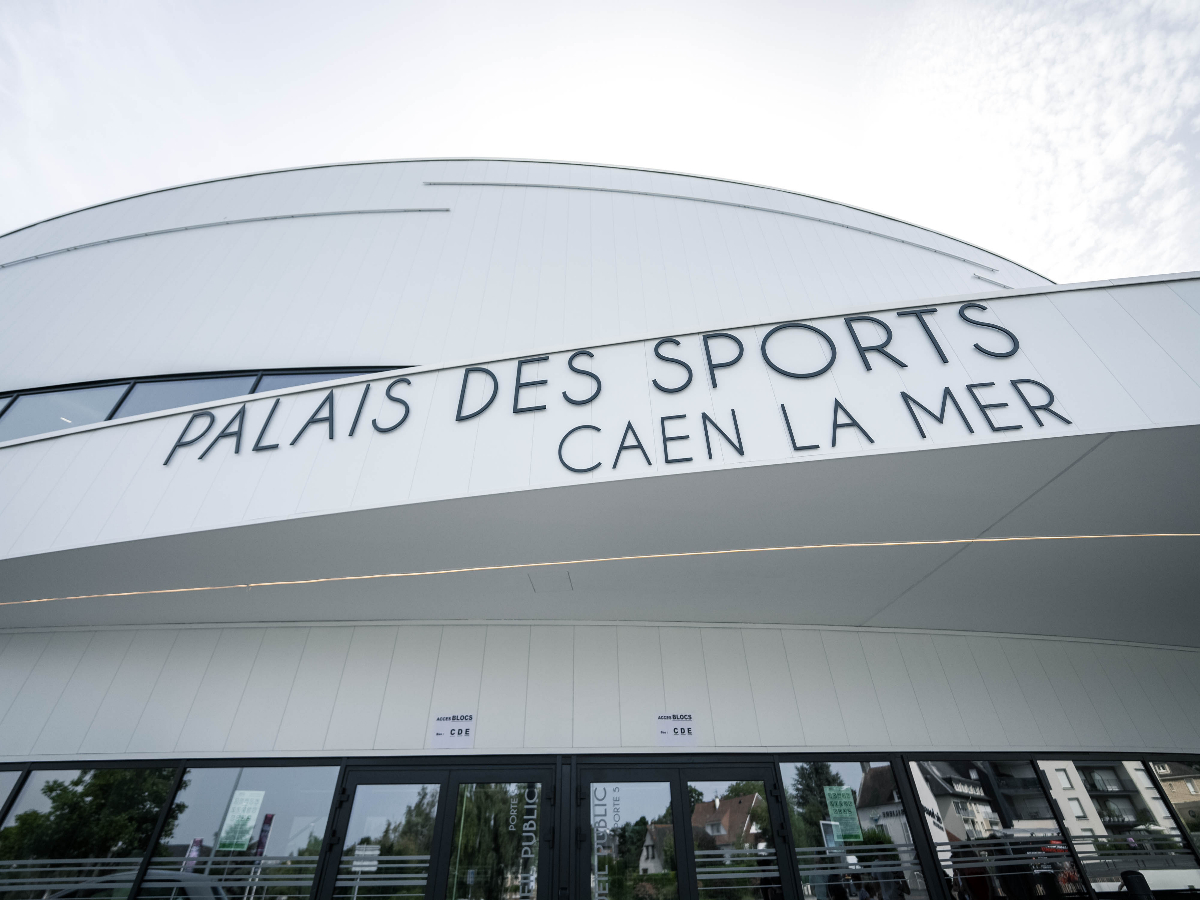 PALAIS DES SPORTS
CAEN LA MER
ACCES BLOCS
CDE
ACCES BLOCS
CDE
PORTE
PUBLIC
PUBLIC
PORTE 5